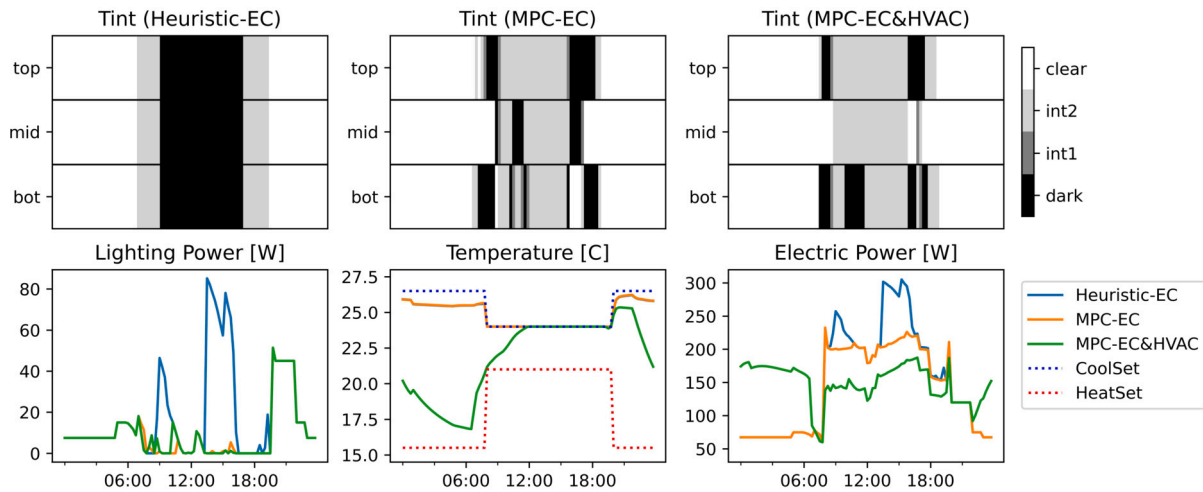 Tint (Heuristic-EC)
Tint (MPC-EC)
Tint (MPC-EC&HVAC)
top
mid
bot
top
mid
bot
top
mid
bot
clear
int2
int1
dark
Lighting Power [W]
Temperature [C]
Electric Power [W]
80
60
40
20
0
06:00 12:00 18:00
27.5
25.0
22.5
20.0
17.5
15.0
06:00 12:00 18:00
300
250
200
150
100
50
06:00 12:00 18:00
Heuristic-EC
MPC-EC
MPC-EC&HVAC
CoolSet
HeatSet